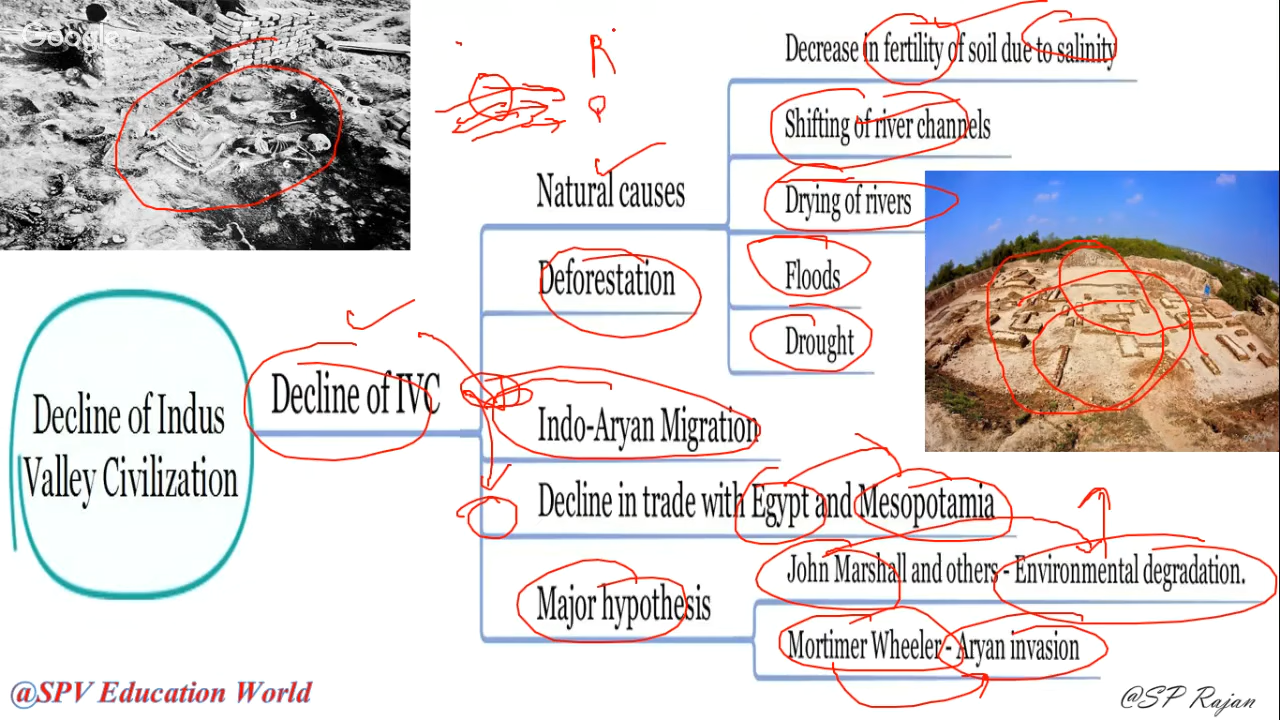 Google
R
Q
Decrease in fertility of soil due to salinity
Shifting of river channels
Natural causes
Drying of rivers
Deforestation
Floods
Drought
Decline of Indus
Valley Civilization
Decline of IVC
Indo-Aryan Migration
Decline in trade with Egypt and Mesopotamia
Major hypothesis
John Marshall and others - Environmental degradation.
Mortimer Wheeler - Aryan invasion
@SPV Education World
@SP Rajan